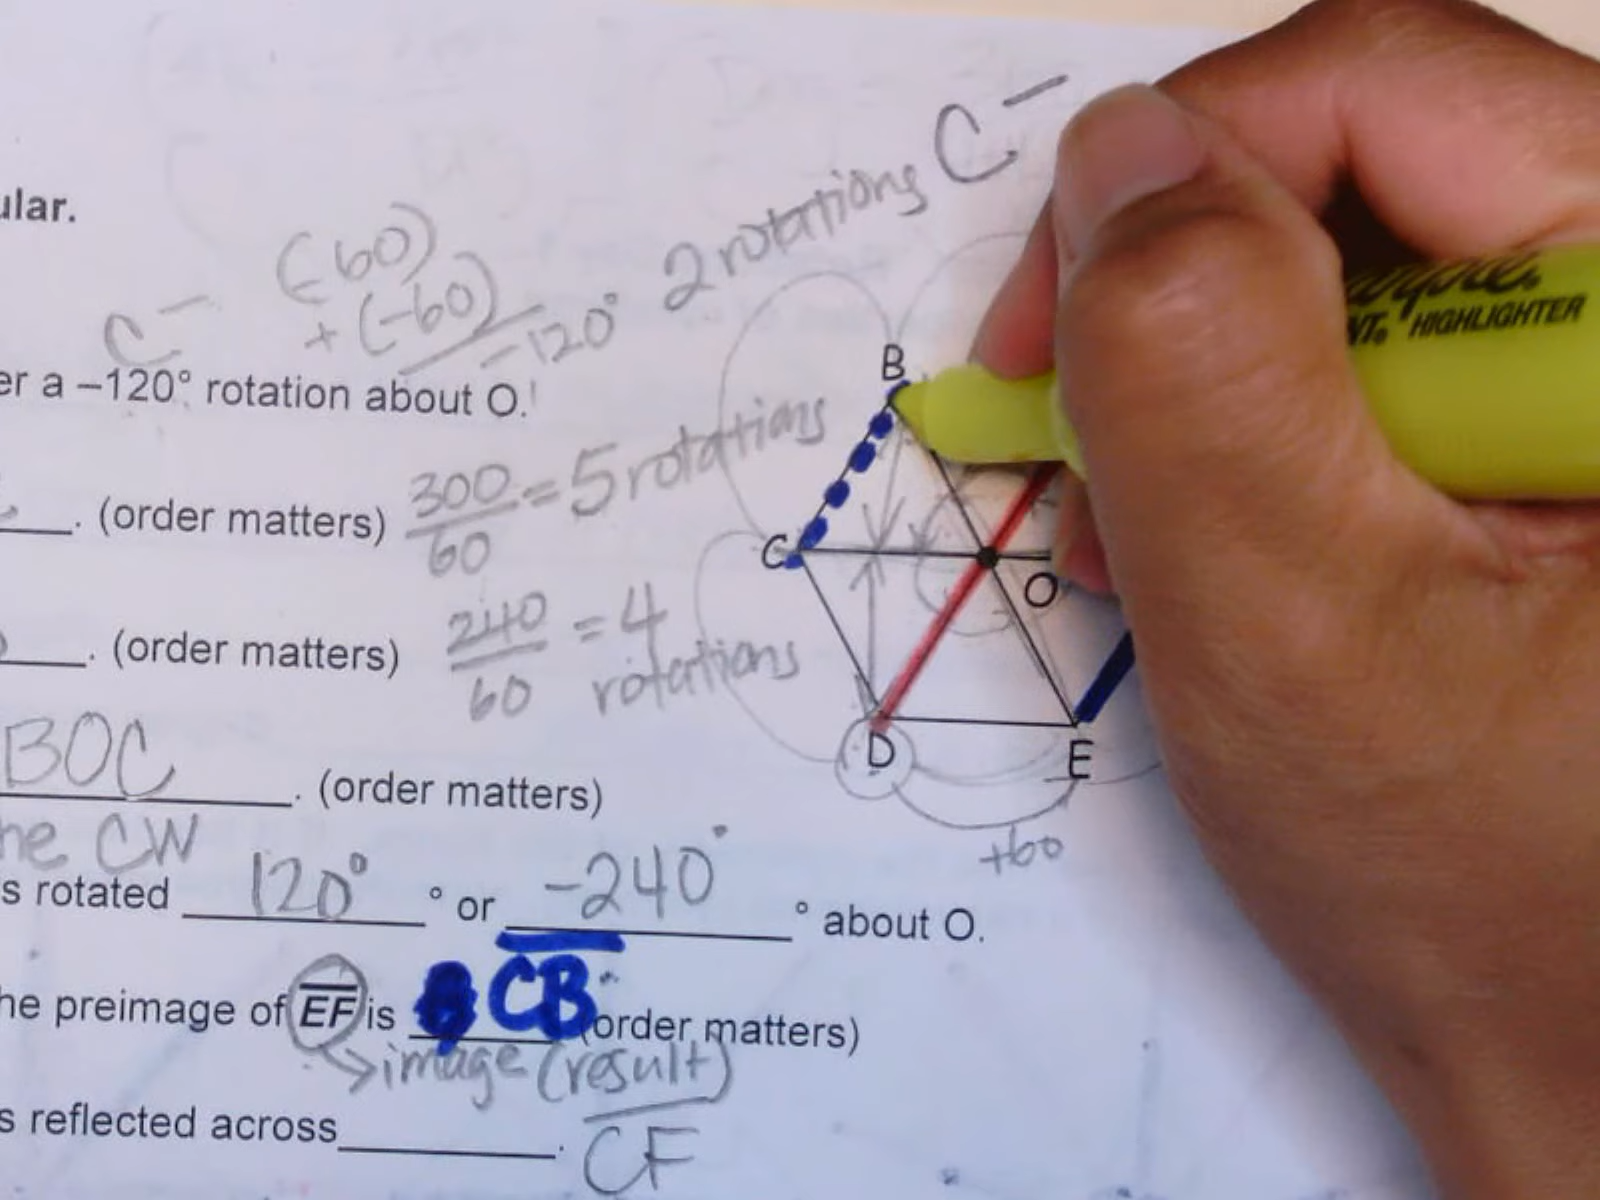 2 rotations C –
ular.
(-60)
+ (-60)
-120°
C –
er a –120° rotation about O.
B
HIGHLIGHTER
. (order matters) 300/60 = 5 rotations
C
O
. (order matters) 240/60 = 4 rotations
D
E
+60
BOC . (order matters)
he CW
s rotated 120° ° or -240° ° about O.
he preimage of EF is CB (order matters)
image (result)
s reflected across . CF